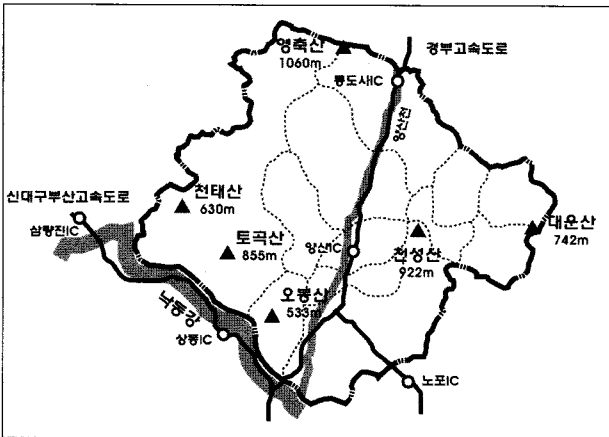 영축산
1060m
경부고속도로
통도사IC
양산천
천태산
630m
신대구부산고속도로
삼랑진IC
토곡산
855m
양산IC
천성산
922m
대운산
742m
오봉산
533m
낙동강
상동IC
노포IC